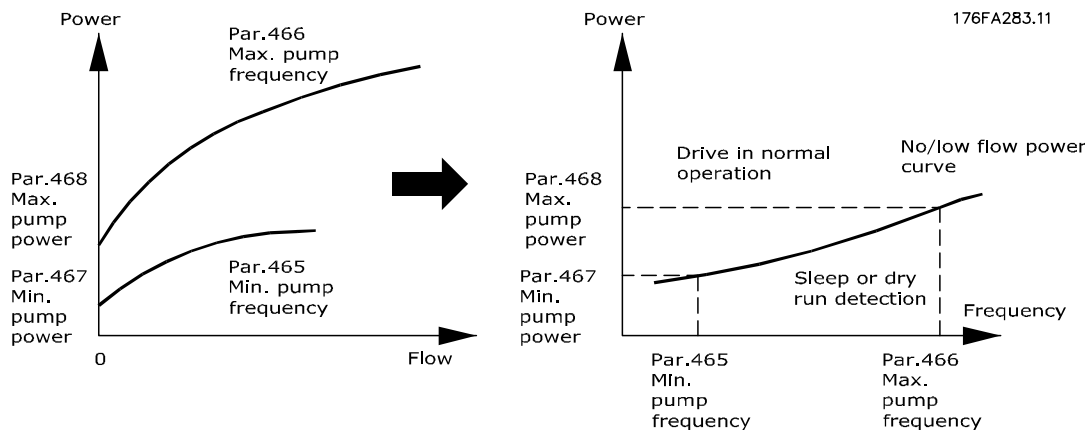 Power
Par.466
Max. pump
frequency
Par.468
Max.
pump
power
Par.467
Min.
pump
power
Par.465
Min. pump
frequency
0
Flow
Power
176FA283.11
Drive in normal
operation
No/low flow power
curve
Par.468
Max.
pump
power
Par.467
Min.
pump
power
Sleep or dry
run detection
Frequency
Par.465
Min.
pump
frequency
Par.466
Max.
pump
frequency